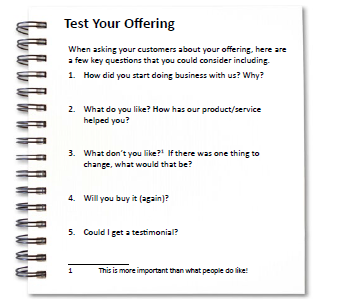 Test Your Offering
When asking your customers about your offering, here are
a few key questions that you could consider including.
1. How did you start doing business with us? Why?
2. What do you like? How has our product/service
helped you?
3. What don't you like?¹ If there was one thing to
change, what would that be?
4. Will you buy it (again)?
5. Could I get a testimonial?
1 This is more important than what people do like!